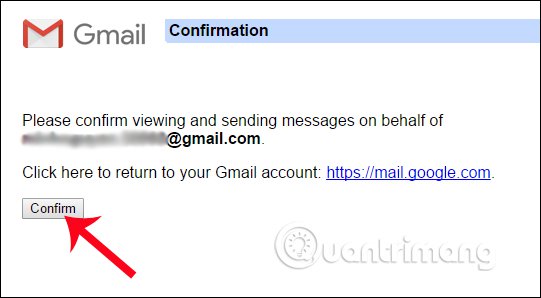 Gmail
Confirmation
Please confirm viewing and sending messages on behalf of
@gmail.com.
Click here to return to your Gmail account: https://mail.google.com.
Confirm
Quantrimang